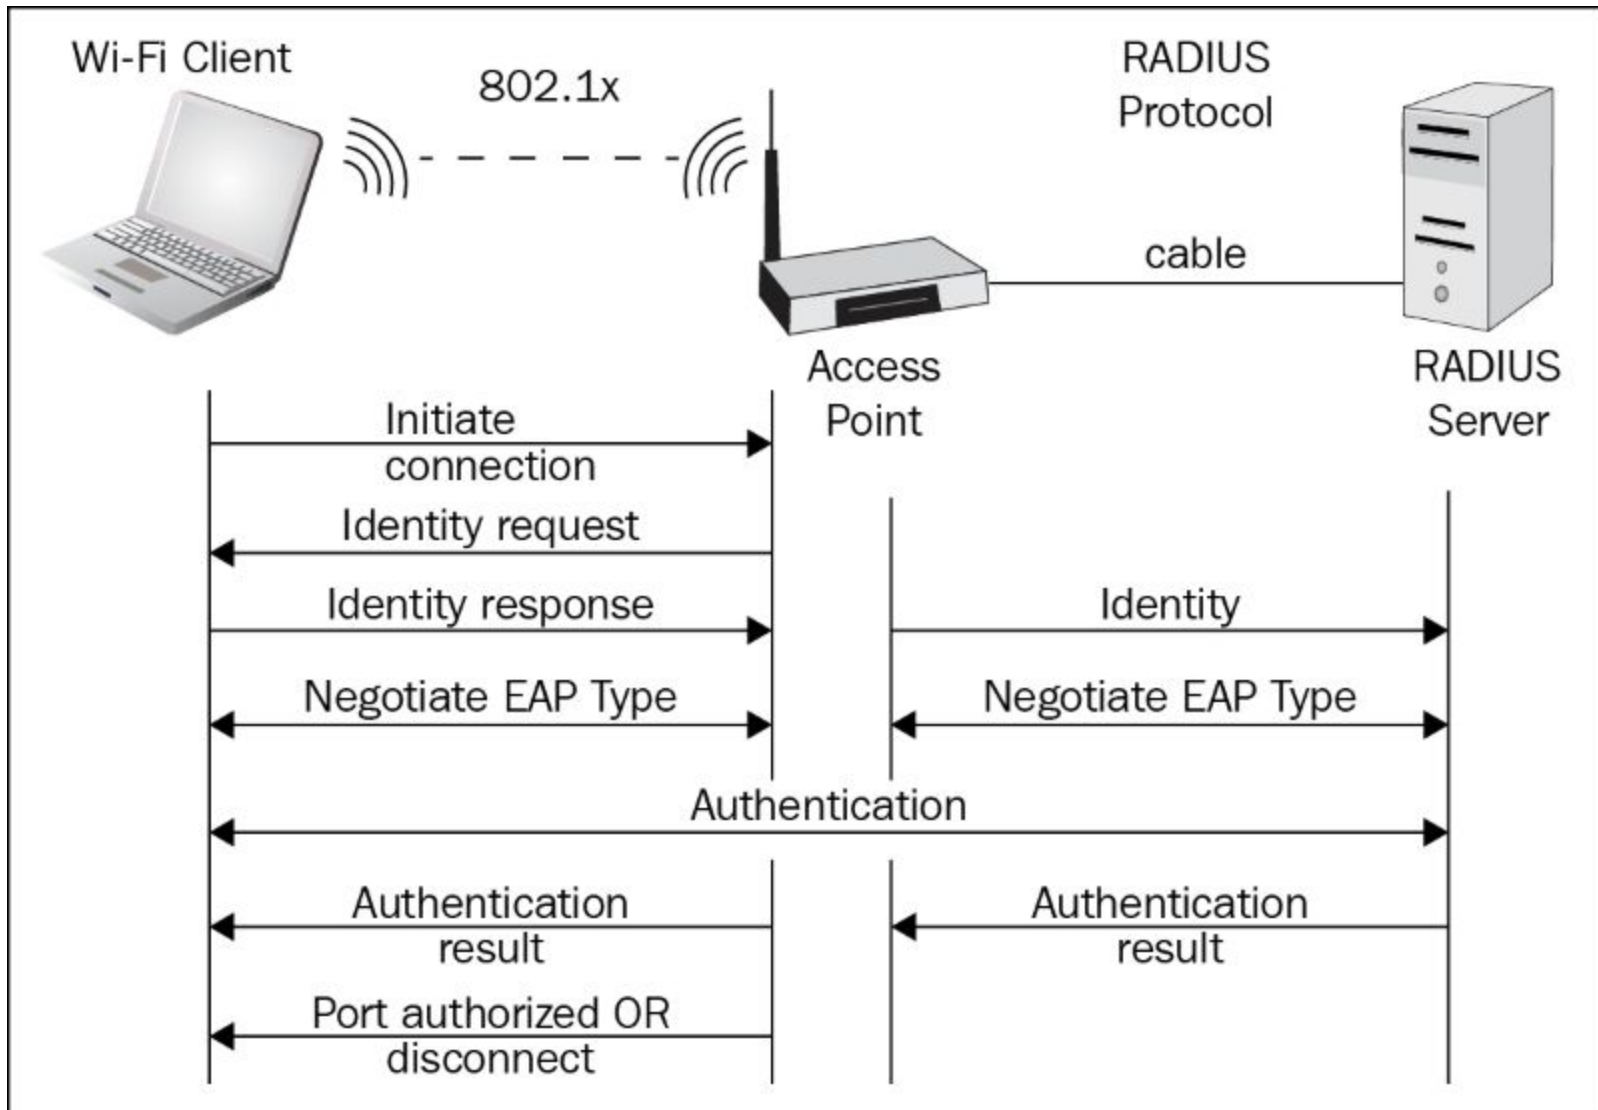 Wi-Fi Client
802.1x
RADIUS
Protocol
cable
Access
Point
RADIUS
Server
Initiate
connection
Identity request
Identity response
Identity
Negotiate EAP Type
Negotiate EAP Type
Authentication
Authentication
result
Authentication
result
Port authorized OR
disconnect